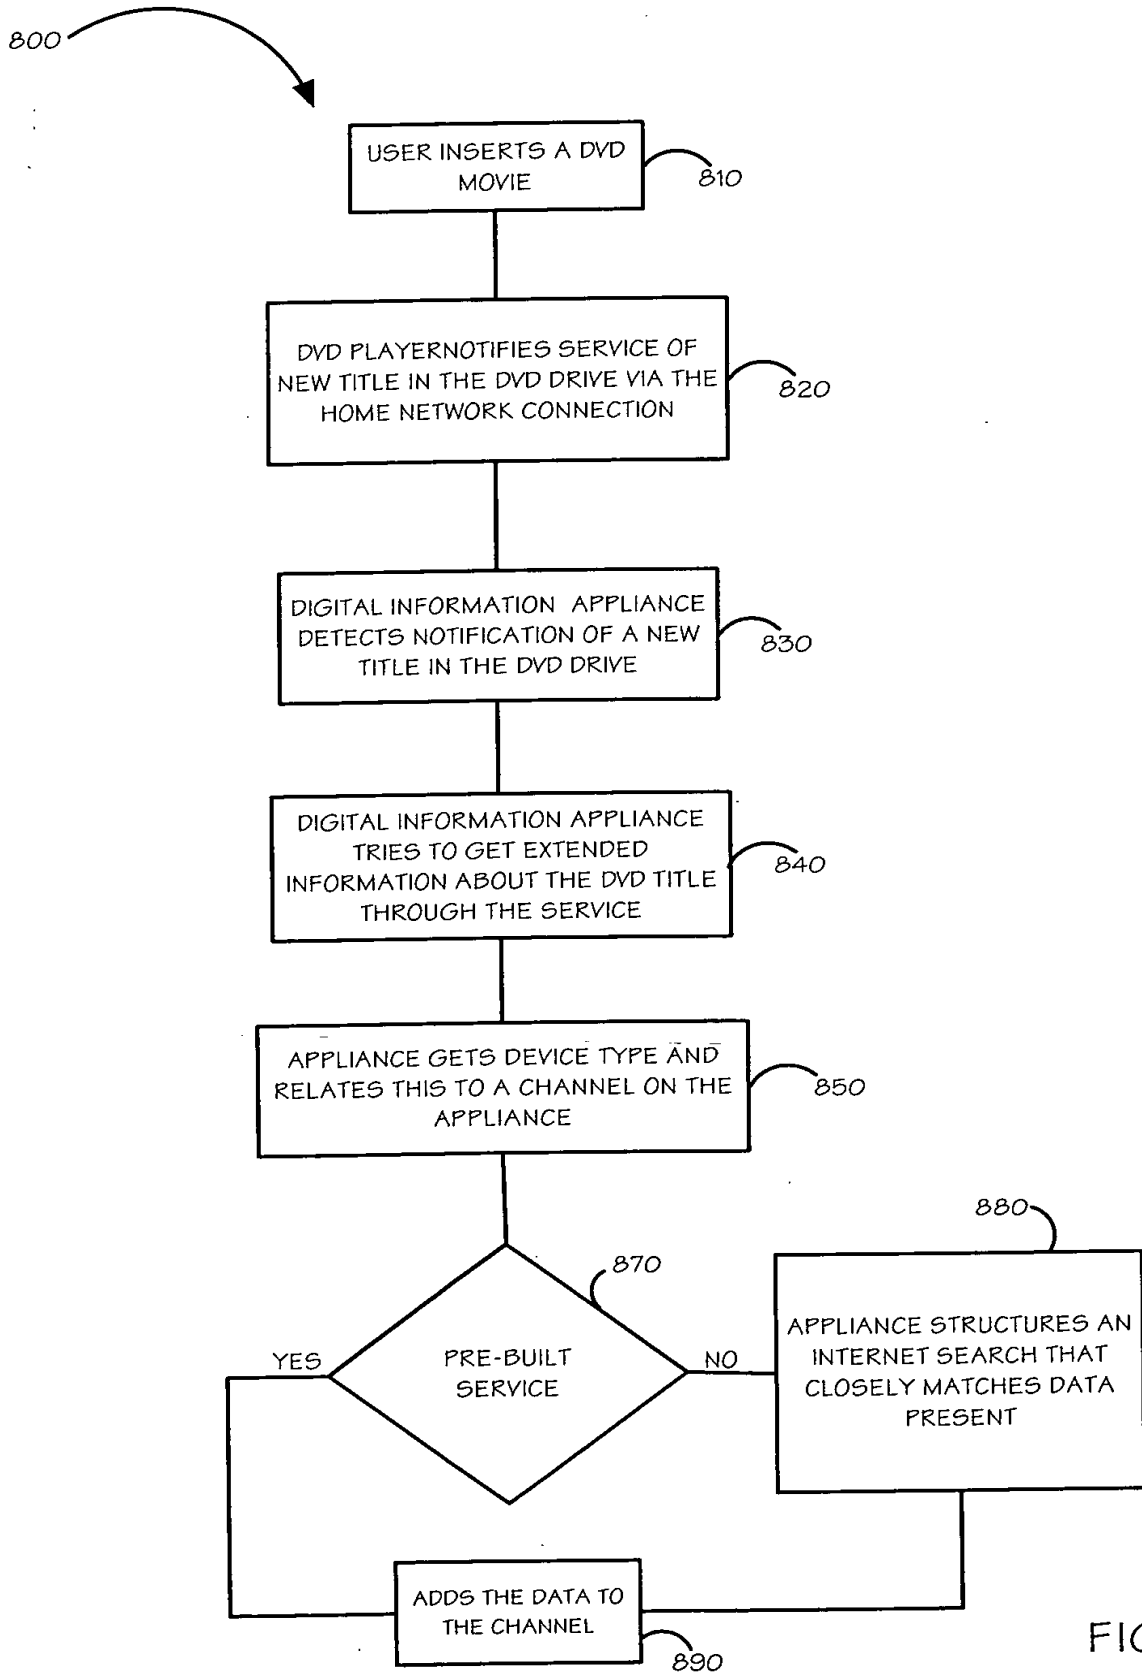 800
USER INSERTS A DVD
MOVIE
810
DVD PLAYERNOTIFIES SERVICE OF
NEW TITLE IN THE DVD DRIVE VIA THE
HOME NETWORK CONNECTION
820
DIGITAL INFORMATION APPLIANCE
DETECTS NOTIFICATION OF A NEW
TITLE IN THE DVD DRIVE
830
DIGITAL INFORMATION APPLIANCE
TRIES TO GET EXTENDED
INFORMATION ABOUT THE DVD TITLE
THROUGH THE SERVICE
840
APPLIANCE GETS DEVICE TYPE AND
RELATES THIS TO A CHANNEL ON THE
APPLIANCE
850
870
PRE-BUILT
SERVICE
YES
NO
880
APPLIANCE STRUCTURES AN
INTERNET SEARCH THAT
CLOSELY MATCHES DATA
PRESENT
ADDS THE DATA TO
THE CHANNEL
890